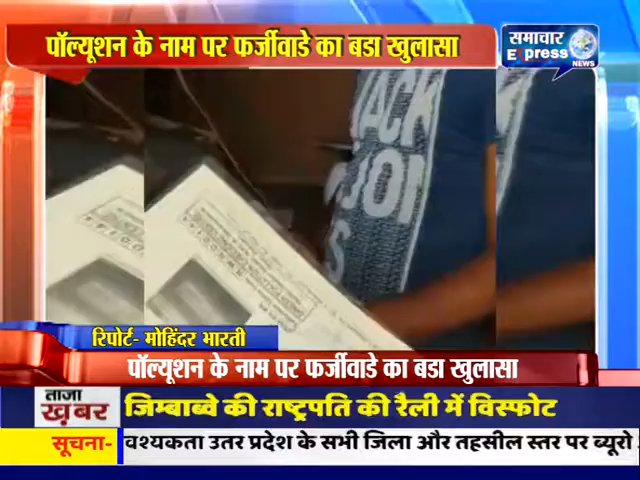 पॉल्यूशन के नाम पर फर्जीवाडे का बडा खुलासा
समाचार
Express
NEWS
रिपोर्ट- मोहिंदर भारती
पॉल्यूशन के नाम पर फर्जीवाडे का बडा खुलासा
ताज़ा
ख़बर
जिम्बाब्वे की राष्ट्रपति की रैली में विस्फोट
सूचना-
वश्यकता उतर प्रदेश के सभी जिला और तहसील स्तर पर ब्यूरो